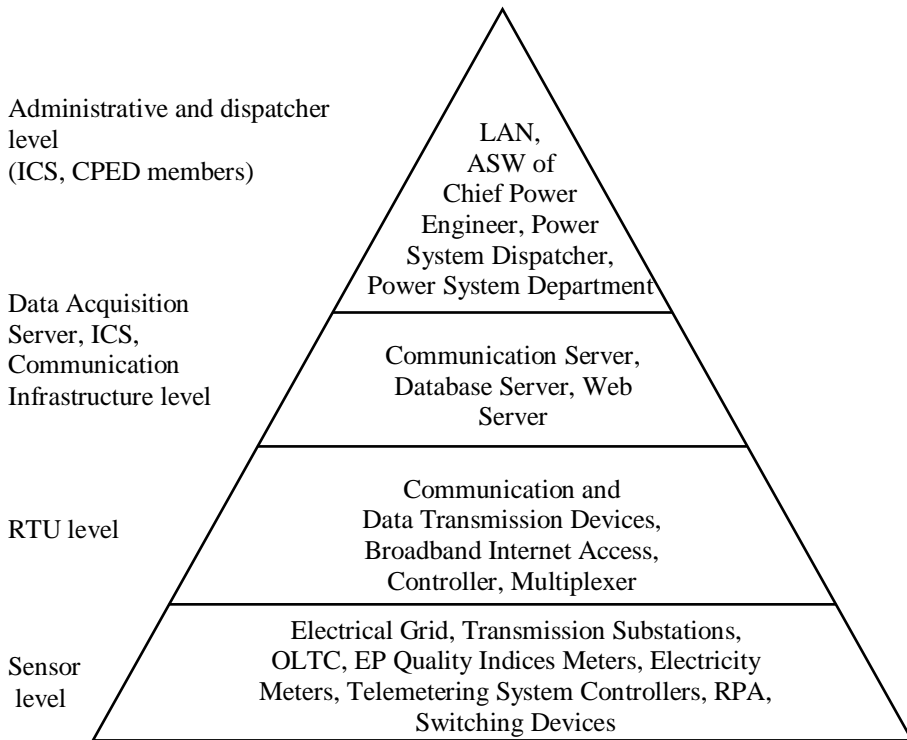 Administrative and dispatcher
level
(ICS, CPED members)
LAN,
ASW of
Chief Power
Engineer, Power
System Dispatcher,
Power System Department
Data Acquisition
Server, ICS,
Communication
Infrastructure level
Communication Server,
Database Server, Web
Server
RTU level
Communication and
Data Transmission Devices,
Broadband Internet Access,
Controller, Multiplexer
Sensor
level
Electrical Grid, Transmission Substations,
OLTC, EP Quality Indices Meters, Electricity
Meters, Telemetering System Controllers, RPA,
Switching Devices